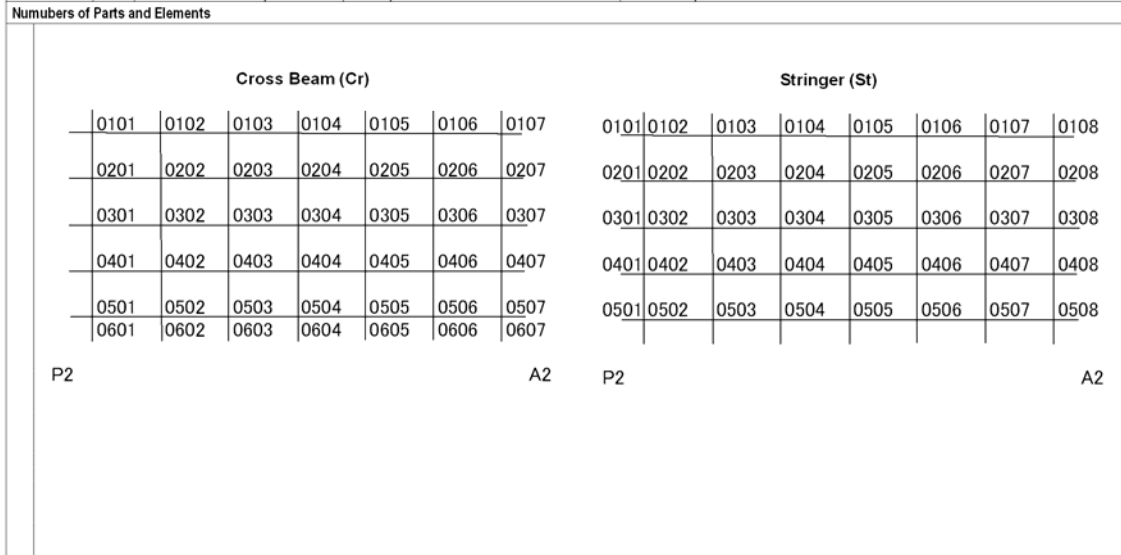 Numubers of Parts and Elements
Cross Beam (Cr)
0101 0102 0103 0104 0105 0106 0107
0201 0202 0203 0204 0205 0206 0207
0301 0302 0303 0304 0305 0306 0307
0401 0402 0403 0404 0405 0406 0407
0501 0502 0503 0504 0505 0506 0507
0601 0602 0603 0604 0605 0606 0607
P2 A2
Stringer (St)
0101 0102 0103 0104 0105 0106 0107 0108
0201 0202 0203 0204 0205 0206 0207 0208
0301 0302 0303 0304 0305 0306 0307 0308
0401 0402 0403 0404 0405 0406 0407 0408
0501 0502 0503 0504 0505 0506 0507 0508
P2 A2